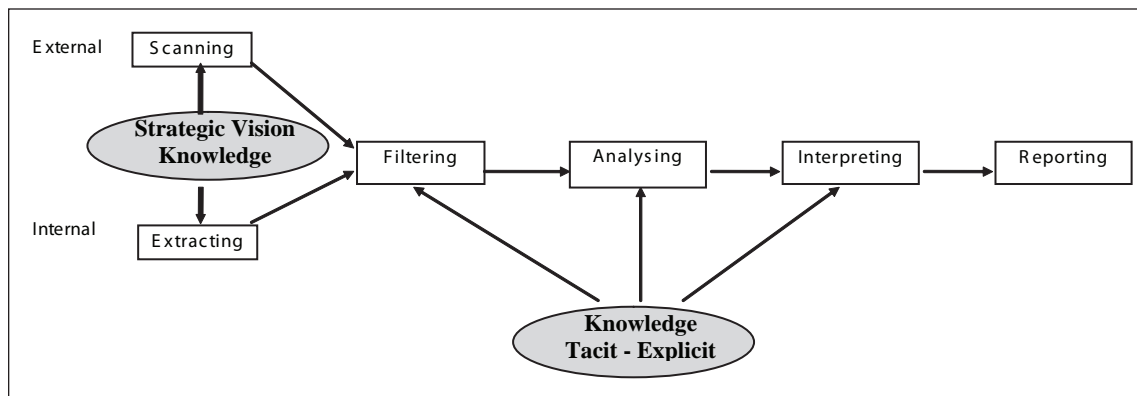 External
Scanning
Strategic Vision
Knowledge
Filtering
Analysing
Interpreting
Reporting
Internal
Extracting
Knowledge
Tacit - Explicit